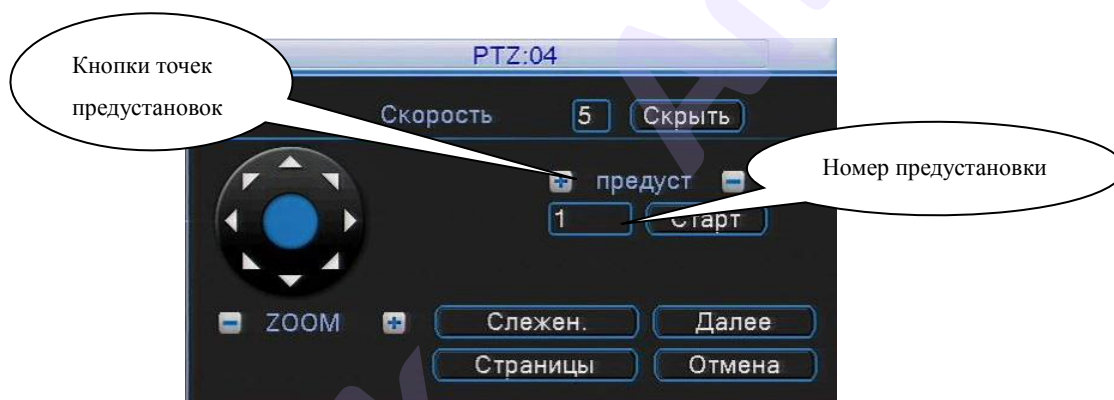 PTZ:04
Кнопки точек
предустановок
Скорость 5 Скрыть
Номер предустановки
предуст
1 Старт
ZOOM Слежен. Далее
Страницы Отмена